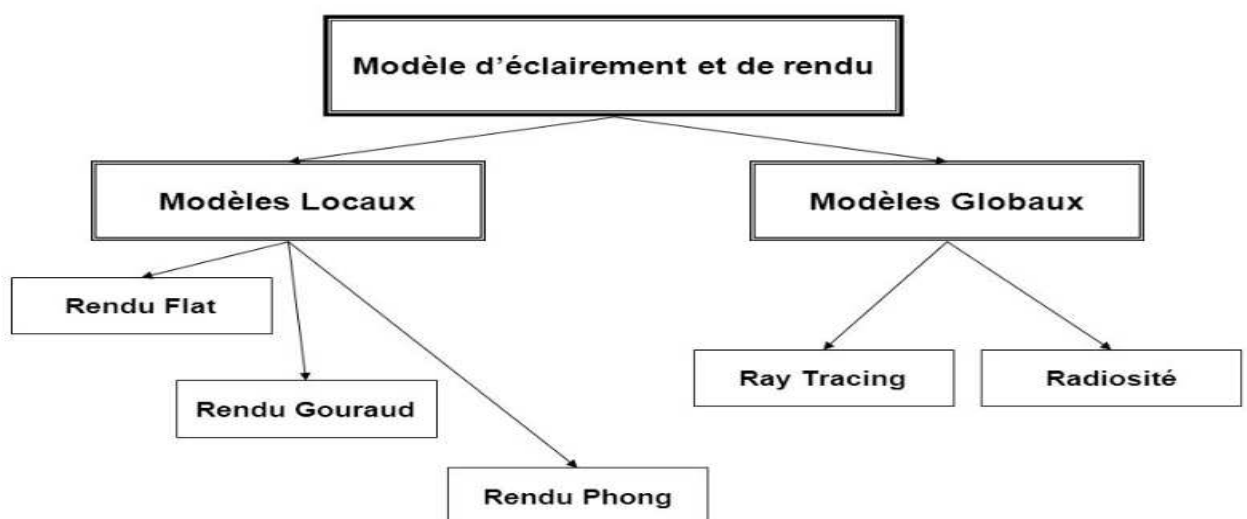 Modèle d'éclairement et de rendu
Modèles Locaux
Modèles Globaux
Rendu Flat
Ray Tracing
Radiosité
Rendu Gouraud
Rendu Phong